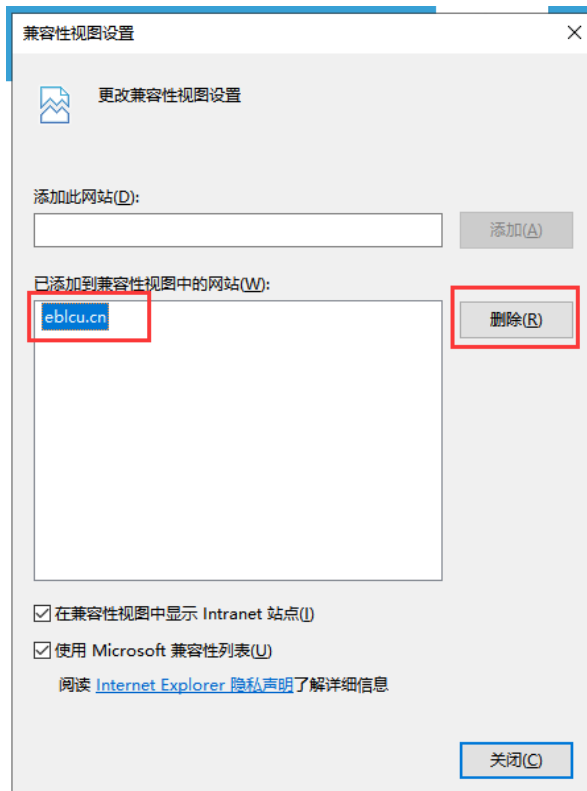 兼容性视图设置
更改兼容性视图设置
添加此网站(D):
添加(A)
已添加到兼容性视图中的网站(W):
eblcu.cn
删除(R)
在兼容性视图中显示 Intranet 站点(I)
使用 Microsoft 兼容性列表(U)
阅读 Internet Explorer 隐私声明了解详细信息
关闭(C)